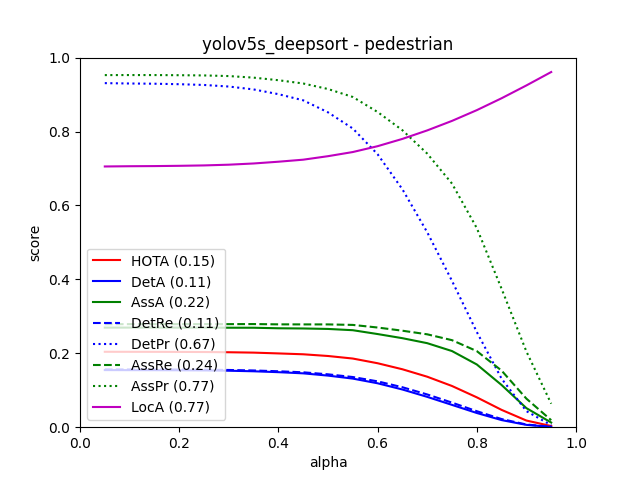 yolov5s_deepsort - pedestrian
1.0
0.8
0.6
0.4
0.2
0.0
score
HOTA (0.15)
DetA (0.11)
AssA (0.22)
DetRe (0.11)
DetPr (0.67)
AssRe (0.24)
AssPr (0.77)
LocA (0.77)
0.0 0.2 0.4 0.6 0.8 1.0
alpha